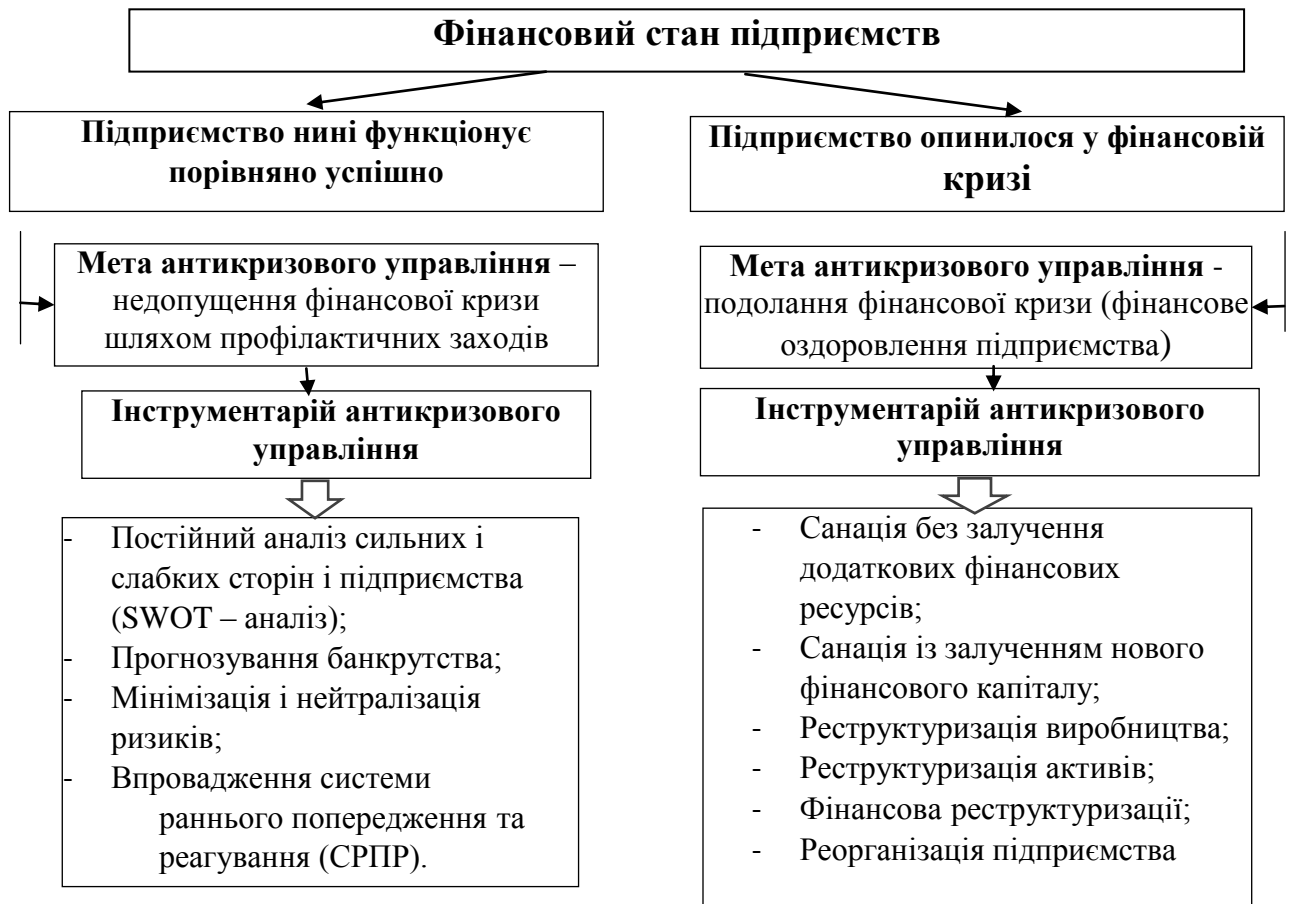 Фінансовий стан підприємств
Підприємство нині функціонує
порівняно успішно
Мета антикризового управління –
недопущення фінансової кризи
шляхом профілактичних заходів
Інструментарій антикризового
управління
- Постійний аналіз сильних і
слабких сторін і підприємства
(SWOT – аналіз);
- Прогнозування банкрутства;
- Мінімізація і нейтралізація
ризиків;
- Впровадження системи
раннього попередження та
реагування (СРПР).
Підприємство опинилося у фінансовій
кризі
Мета антикризового управління -
подолання фінансової кризи (фінансове
оздоровлення підприємства)
Інструментарій антикризового
управління
- Санація без залучення
додаткових фінансових
ресурсів;
- Санація із залученням нового
фінансового капіталу;
- Реструктуризація виробництва;
- Реструктуризація активів;
- Фінансова реструктуризації;
- Реорганізація підприємства